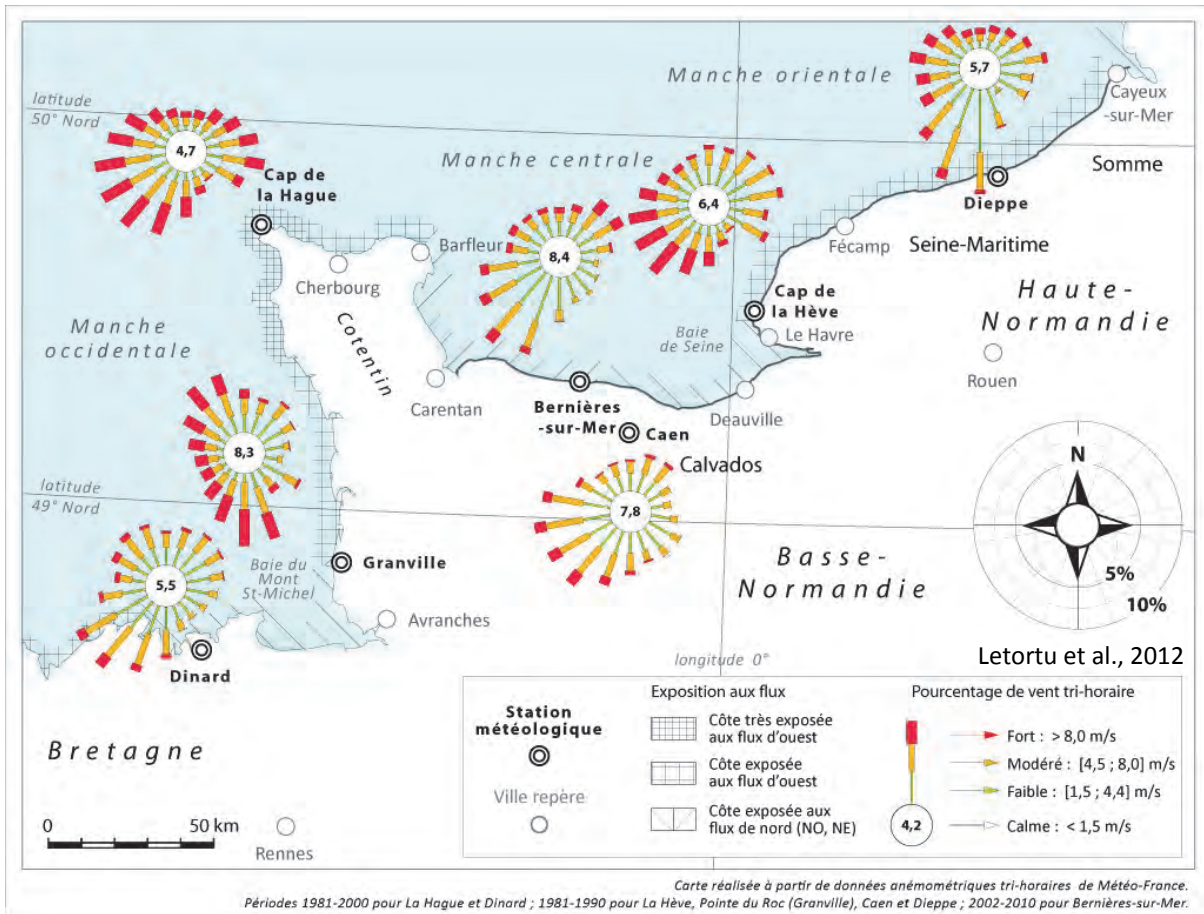 Manche orientale
5,7
Cayeux
-sur-Mer
latitude
50° Nord
4,7
Manche centrale
Somme
Cap de
la Hague
6,4
Dieppe
Barfleur
8,4
Fécamp
Seine-Maritime
Cherbourg
Cap de
la Hève
Haute-
Normandie
Manche
occidentale
Cotentin
Baie
de Seine
Le Havre
Rouen
Carentan
Bernières
-sur-Mer
Deauville
Caen
8,3
Calvados
N
latitude
49° Nord
7,8
Granville
Basse-
Normandie
5%
10%
5,5
Baie du
Mont
St-Michel
Avranches
Dinard
longitude 0°
Letortu et al., 2012
Bretagne
0 50 km
Rennes
Station
météologique
Ville repère
Exposition aux flux
Côte très exposée
aux flux d'ouest
Côte exposée
aux flux d'ouest
Côte exposée aux
flux de nord (NO, NE)
Pourcentage de vent tri-horaire
Fort : > 8,0 m/s
Modéré : [4,5 ; 8,0] m/s
Faible : [1,5 ; 4,4] m/s
Calme : < 1,5 m/s
4,2
Carte réalisée à partir de données anémométriques tri-horaires de Météo-France.
Périodes 1981-2000 pour La Hague et Dinard ; 1981-1990 pour La Hève, Pointe du Roc (Granville), Caen et Dieppe ; 2002-2010 pour Bernières-sur-Mer.